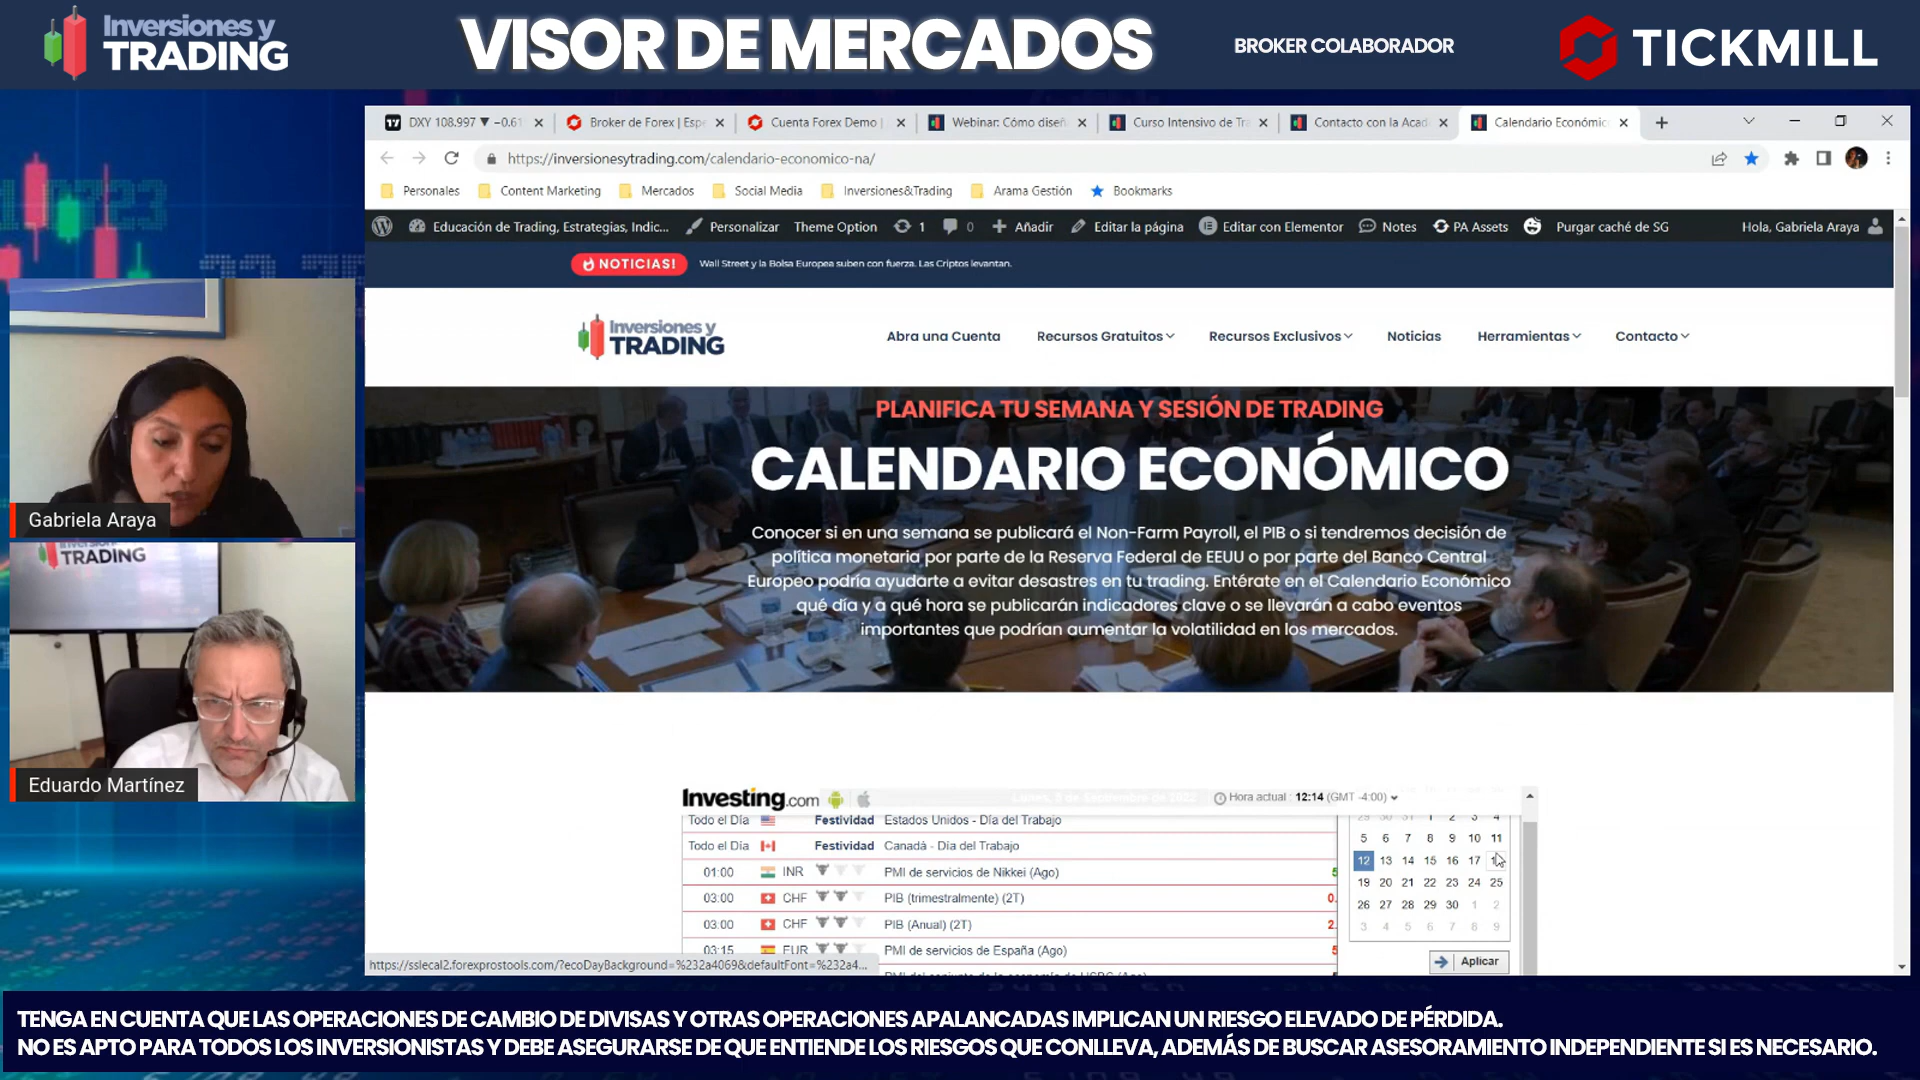 Inversiones y
TRADING
VISOR DE MERCADOS
BROKER COLABORADOR
TICKMILL
DXY 108.997 ▼ −0.61
Broker de Forex | Espe
Cuenta Forex Demo |
Webinar: Cómo diseñ
Curso Intensivo de Tra
Contacto con la Acad
Calendario Económic
https://inversionesytrading.com/calendario-economico-na/
Personales
Content Marketing
Mercados
Social Media
Inversiones&Trading
Arama Gestión
Bookmarks
Educación de Trading, Estrategias, Indic...
Personalizar
Theme Option
1
0
Añadir
Editar la página
Editar con Elementor
Notes
PA Assets
Purgar caché de SG
Hola, Gabriela Araya
NOTICIAS!
Wall Street y la Bolsa Europea suben con fuerza. Las Criptos levantan.
Inversiones y
TRADING
Abra una Cuenta
Recursos Gratuitos
Recursos Exclusivos
Noticias
Herramientas
Contacto
PLANIFICA TU SEMANA Y SESIÓN DE TRADING
CALENDARIO ECONÓMICO
Conocer si en una semana se publicará el Non-Farm Payroll, el PIB o si tendremos decisión de
política monetaria por parte de la Reserva Federal de EEUU o por parte del Banco Central
Europeo podría ayudarte a evitar desastres en tu trading. Entérate en el Calendario Económico
qué día y a qué hora se publicarán indicadores clave o se llevarán a cabo eventos
importantes que podrían aumentar la volatilidad en los mercados.
Gabriela Araya
TRADING
Eduardo Martínez
Investing.com
Hora actual : 12:14 (GMT -4:00)
Todo el Día Festividad Estados Unidos - Día del Trabajo
Todo el Día Festividad Canadá - Día del Trabajo
01:00 INR PMI de servicios de Nikkei (Ago)
03:00 CHF PIB (trimestralmente) (2T) 0.
03:00 CHF PIB (Anual) (2T) 2.
03:15 EUR PMI de servicios de España (Ago)
29 30 31 1 2 3 4
5 6 7 8 9 10 11
12 13 14 15 16 17
19 20 21 22 23 24 25
26 27 28 29 30 1 2
3 4 5 6 7 8 9
Aplicar
https://sslecal2.forexprostools.com/?ecoDayBackground=%232a4069&defaultFont=%232a4...
TENGA EN CUENTA QUE LAS OPERACIONES DE CAMBIO DE DIVISAS Y OTRAS OPERACIONES APALANCADAS IMPLICAN UN RIESGO ELEVADO DE PÉRDIDA.
NO ES APTO PARA TODOS LOS INVERSIONISTAS Y DEBE ASEGURARSE DE QUE ENTIENDE LOS RIESGOS QUE CONLLEVA, ADEMÁS DE BUSCAR ASESORAMIENTO INDEPENDIENTE SI ES NECESARIO.